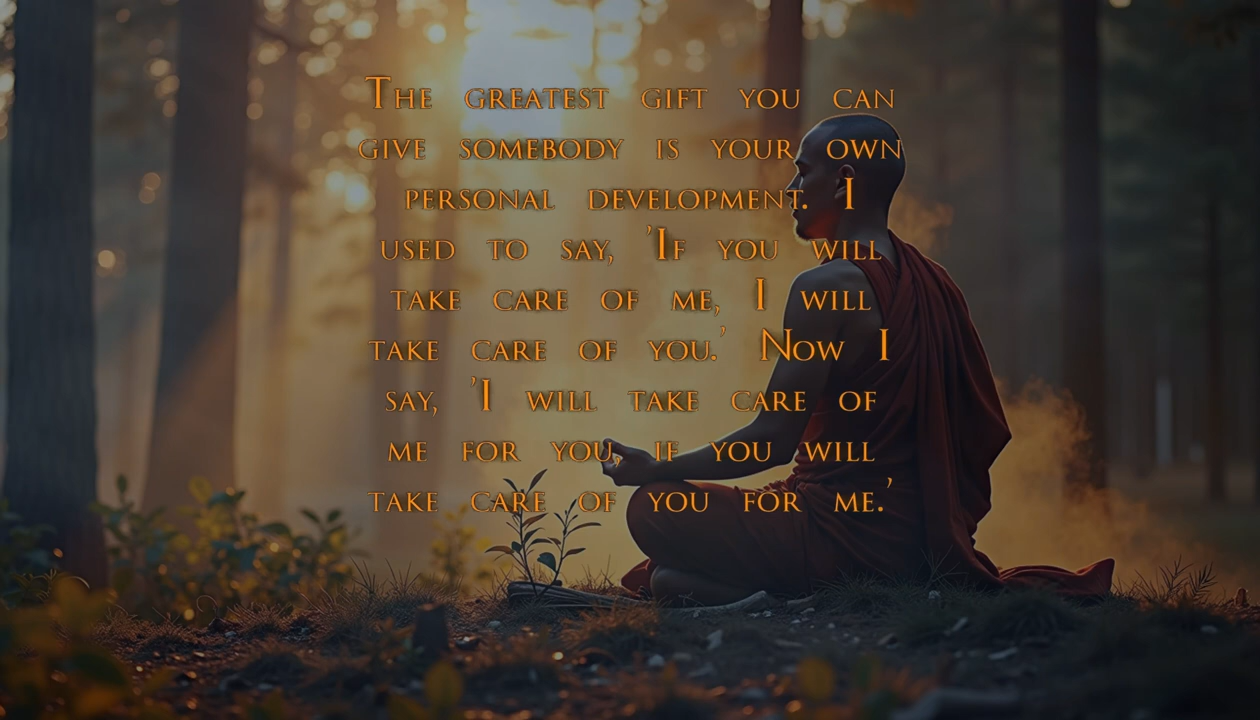 The greatest gift you can
give somebody is your own
personal development. I
used to say, 'If you will
take care of me, I will
take care of you.' Now I
say, 'I will take care of
me for you, if you will
take care of you for me.'